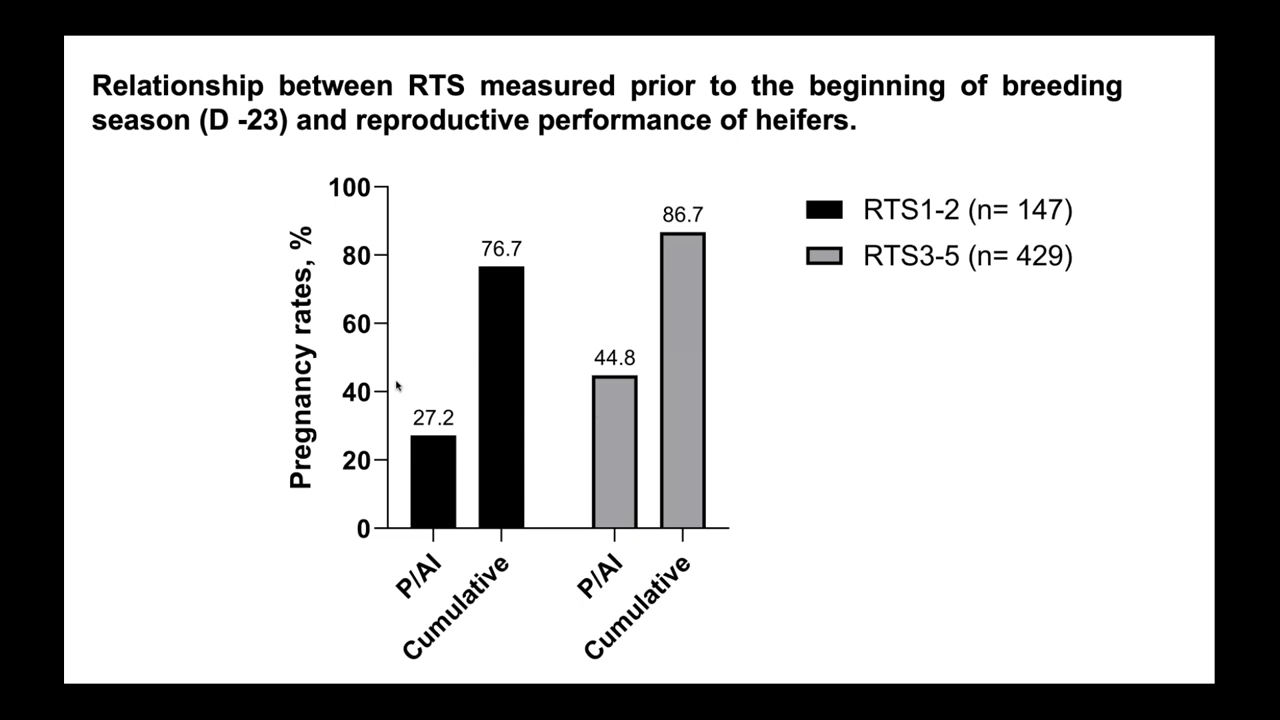 Relationship between RTS measured prior to the beginning of breeding
season (D -23) and reproductive performance of heifers.
Pregnancy rates, %
100
80
60
40
20
0
27.2
76.7
44.8
86.7
P/AI
Cumulative
P/AI
Cumulative
RTS1-2 (n= 147)
RTS3-5 (n= 429)